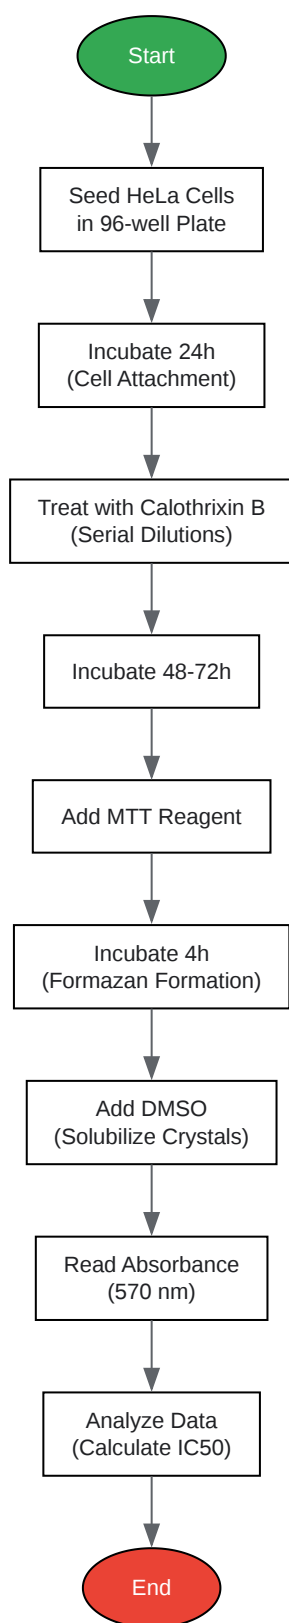 Start
Seed HeLa Cells
in 96-well Plate
Incubate 24h
(Cell Attachment)
Treat with Calothrixin B
(Serial Dilutions)
Incubate 48-72h
Add MTT Reagent
Incubate 4h
(Formazan Formation)
Add DMSO
(Solubilize Crystals)
Read Absorbance
(570 nm)
Analyze Data
(Calculate IC50)
End